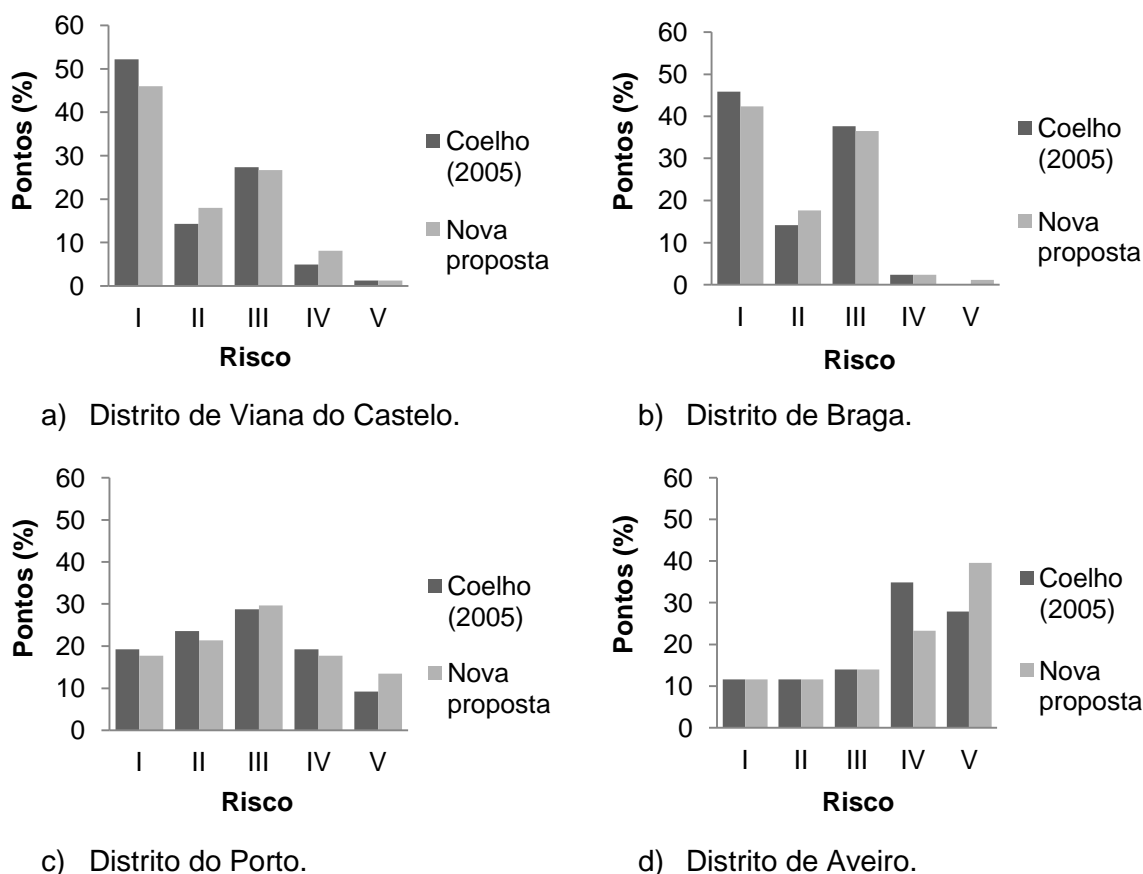 60
50
40
30
20
10
0
Pontos (%)
I II III IV V
Risco
Coelho
(2005)
Nova
proposta
a) Distrito de Viana do Castelo.
60
50
40
30
20
10
0
Pontos (%)
I II III IV V
Risco
Coelho
(2005)
Nova
proposta
b) Distrito de Braga.
60
50
40
30
20
10
0
Pontos (%)
I II III IV V
Risco
Coelho
(2005)
Nova
proposta
c) Distrito do Porto.
60
50
40
30
20
10
0
Pontos (%)
I II III IV V
Risco
Coelho
(2005)
Nova
proposta
d) Distrito de Aveiro.